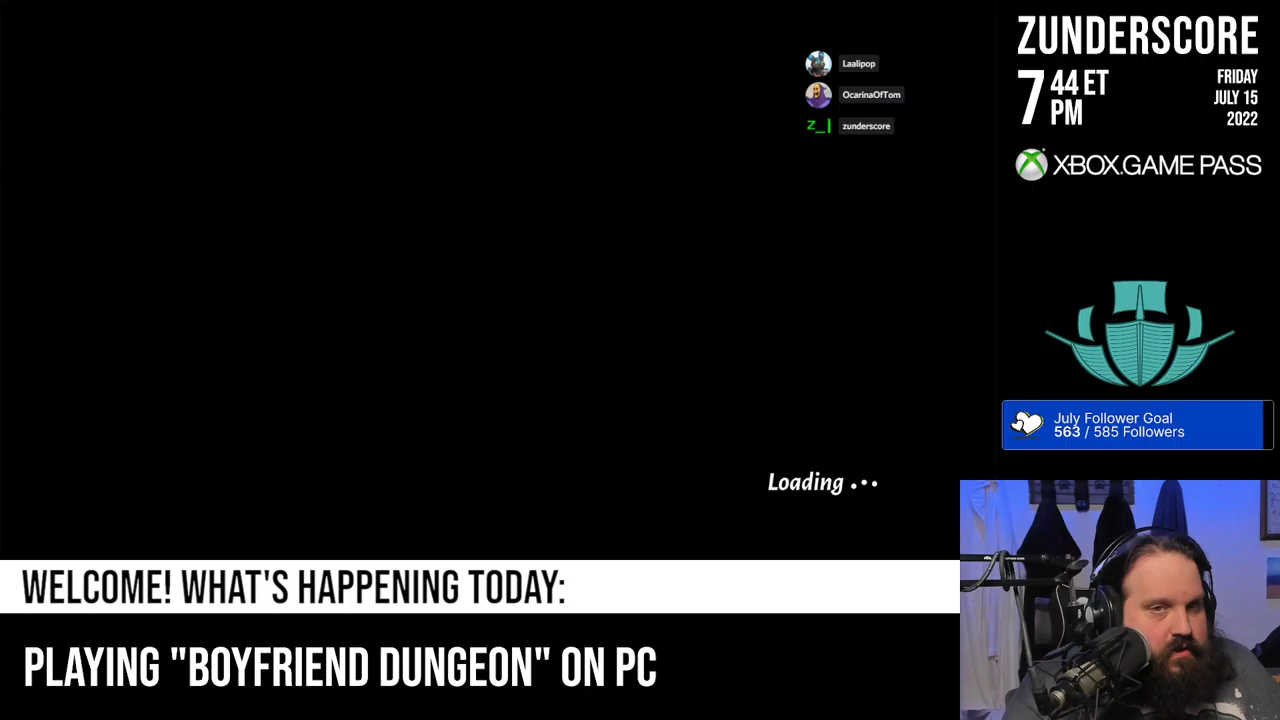 Laalipop
OcarinaOfTom
z_|
zunderscore
Loading
WELCOME! WHAT'S HAPPENING TODAY:
PLAYING "BOYFRIEND DUNGEON" ON PC
ZUNDERSCORE
7 44 ET
PM
FRIDAY
JULY 15
2022
XBOX GAME PASS
July Follower Goal
563 / 585 Followers